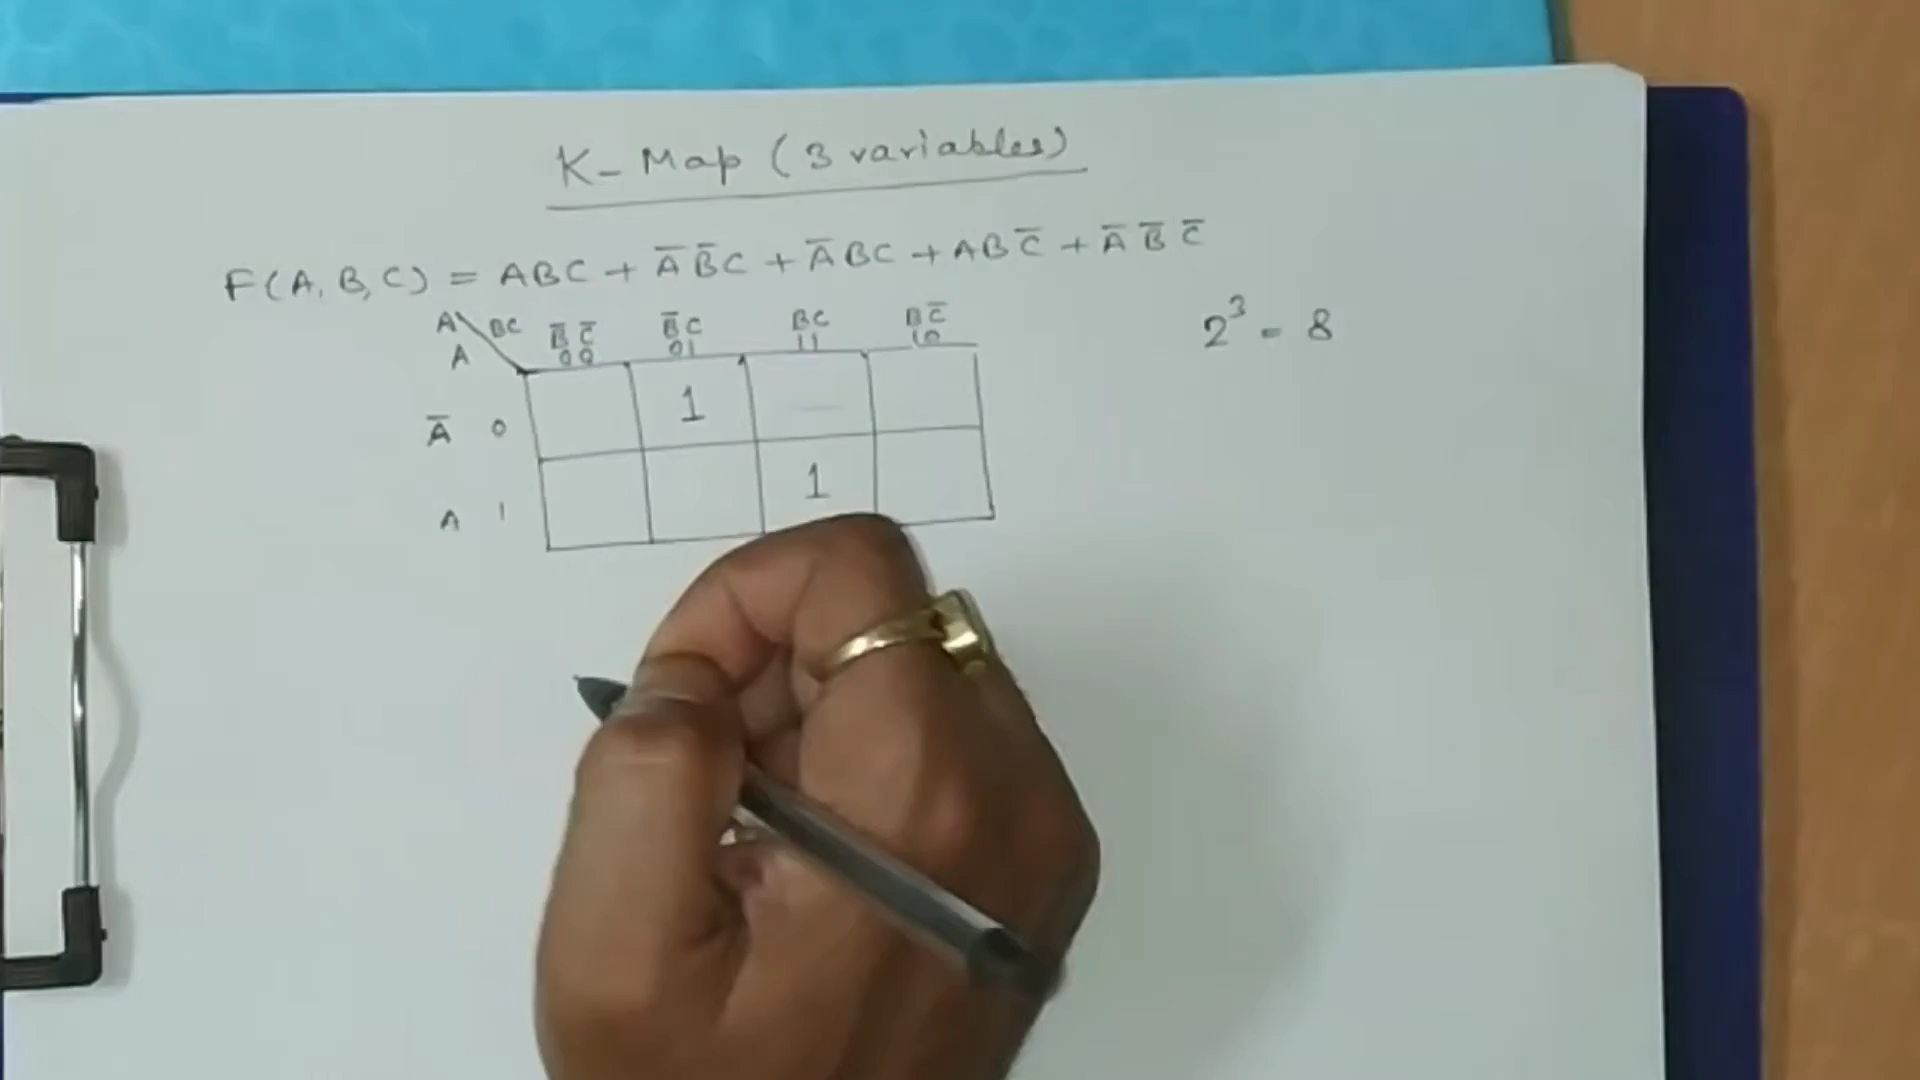 K-Map (3 variables)
F(A, B, C) = ABC + A̅B̅C + A̅BC + ABC̅ + A̅B̅C̅
2³ = 8
A BC B̅C̅ B̅C BC BC̅
A 00 01 11 10
A̅ 0 1
A 1 1